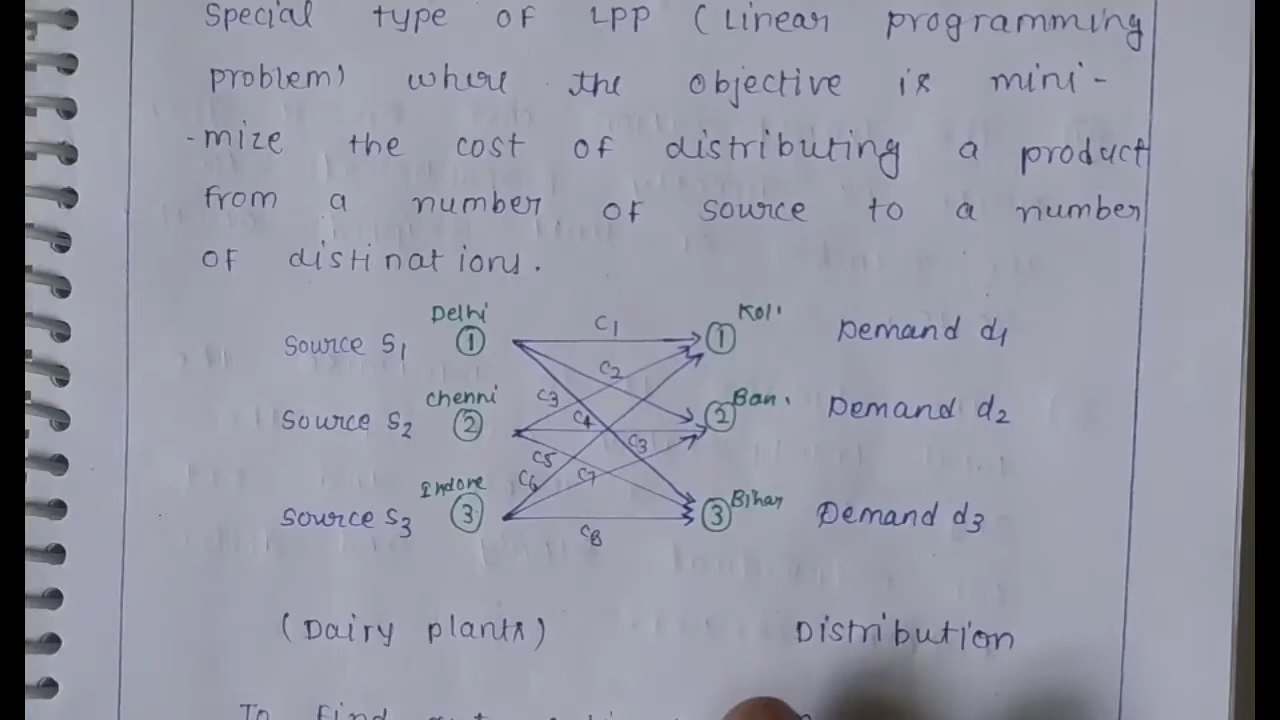 Special type of LPP (Linear programming
problem) where the objective is mini-
-mize the cost of distributing a product
from a number of source to a number
of distinations.
Delhi
Source S1 1 C1 1 Kol. Demand d1
C2
Chenni C3
Source S2 2 C4 C3 2 Ban. Demand d2
C5
Indore C6 C7
Source S3 3 C8 3 Bihar Demand d3
(Dairy plants) Distribution
To find